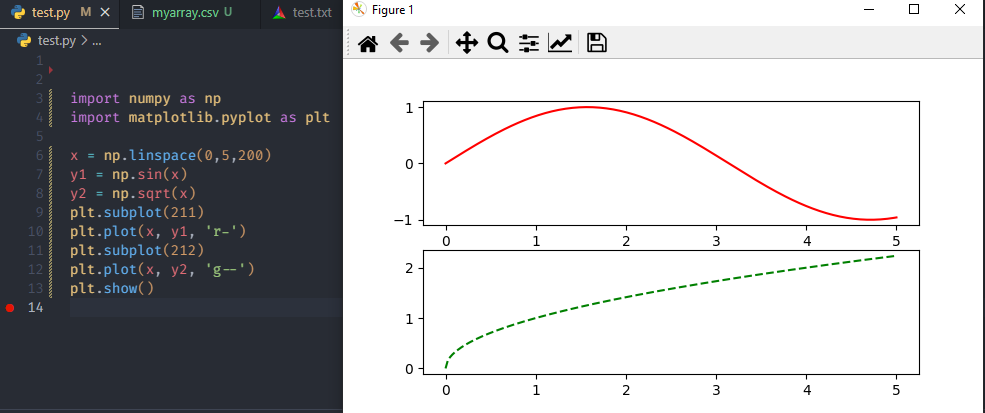 test.py M × myarray.csv U test.txt
test.py > ...
1
2
3 import numpy as np
4 import matplotlib.pyplot as plt
5
6 x = np.linspace(0,5,200)
7 y1 = np.sin(x)
8 y2 = np.sqrt(x)
9 plt.subplot(211)
10 plt.plot(x, y1, 'r-')
11 plt.subplot(212)
12 plt.plot(x, y2, 'g--')
13 plt.show()
14
Figure 1
1
0
−1
0 1 2 3 4 5
2
1
0
0 1 2 3 4 5